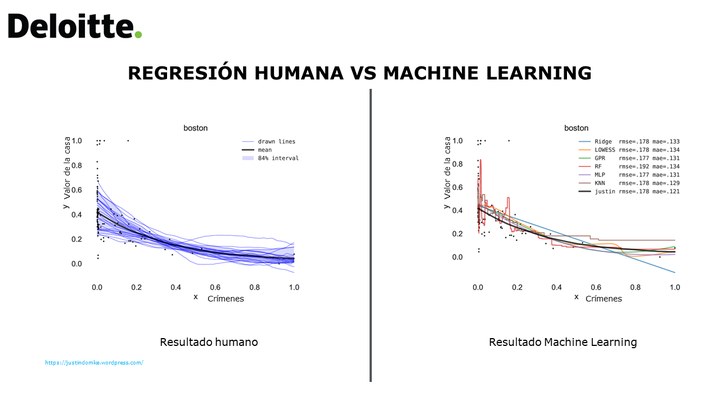 Deloitte.
REGRESIÓN HUMANA VS MACHINE LEARNING
boston
drawn lines
mean
84% interval
y Valor de la casa
1.0
0.8
0.6
0.4
0.2
0.0
0.0 0.2 0.4 0.6 0.8 1.0
x Crímenes
Resultado humano
https://justindomke.wordpress.com/
boston
Ridge rmse=.178 mae=.133
LOWESS rmse=.178 mae=.134
GPR rmse=.177 mae=.131
RF rmse=.192 mae=.134
MLP rmse=.177 mae=.131
KNN rmse=.178 mae=.129
justin rmse=.178 mae=.121
y Valor de la casa
1.0
0.8
0.6
0.4
0.2
0.0
0.0 0.2 0.4 0.6 0.8 1.0
x Crímenes
Resultado Machine Learning